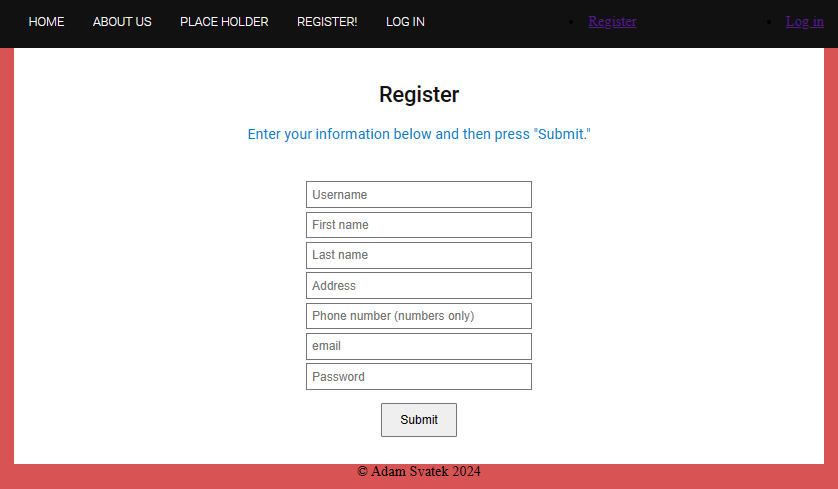 HOME ABOUT US PLACE HOLDER REGISTER! LOG IN • Register • Log in
Register
Enter your information below and then press "Submit."
Username
First name
Last name
Address
Phone number (numbers only)
email
Password
Submit
© Adam Svatek 2024